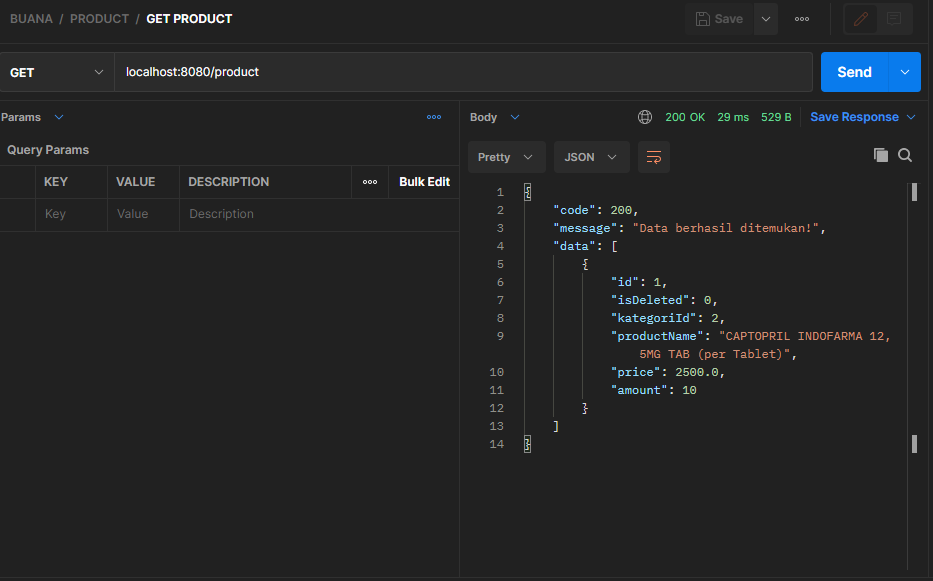 BUANA / PRODUCT / GET PRODUCT
Save
GET
localhost:8080/product
Send
Params
Body
200 OK 29 ms 529 B
Save Response
Query Params
KEY VALUE DESCRIPTION
Bulk Edit
Key Value Description
Pretty
JSON
1 {
2 "code": 200,
3 "message": "Data berhasil ditemukan!",
4 "data": [
5 {
6 "id": 1,
7 "isDeleted": 0,
8 "kategoriId": 2,
9 "productName": "CAPTOPRIL INDOFARMA 12,
5MG TAB (per Tablet)",
10 "price": 2500.0,
11 "amount": 10
12 }
13 ]
14 }